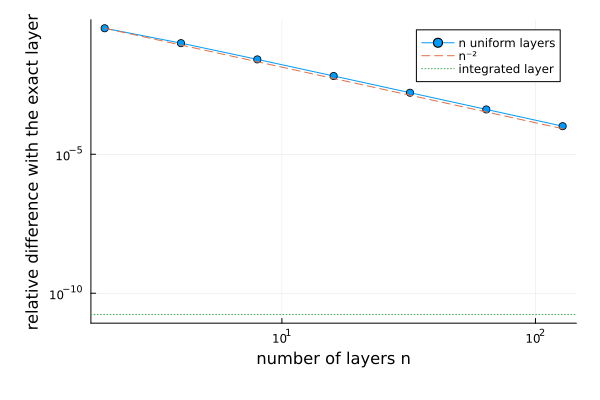 relative difference with the exact layer
n uniform layers
n⁻²
integrated layer
10⁻⁵
10⁻¹⁰
10¹
10²
number of layers n